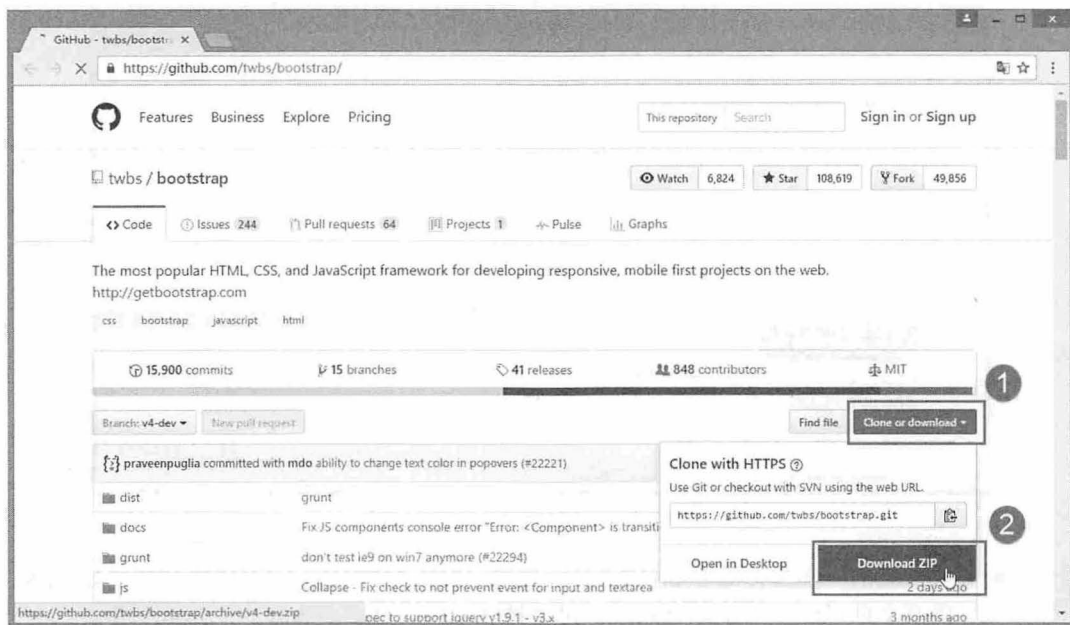 GitHub - twbs/bootstr
https://github.com/twbs/bootstrap/
Features Business Explore Pricing This repository Search Sign in or Sign up
twbs / bootstrap Watch 6,824 Star 108,619 Fork 49,856
Code Issues 244 Pull requests 64 Projects 1 Pulse Graphs
The most popular HTML, CSS, and JavaScript framework for developing responsive, mobile first projects on the web.
http://getbootstrap.com
css bootstrap javascript html
15,900 commits 15 branches 41 releases 848 contributors MIT
1
Branch: v4-dev New pull request Find file Clone or download
praveenpuglia committed with mdo ability to change text color in popovers (#22221)
Clone with HTTPS
Use Git or checkout with SVN using the web URL.
https://github.com/twbs/bootstrap.git
2
Open in Desktop Download ZIP
dist grunt
docs Fix JS components console error "Error: <Component> is transiti
grunt don't test ie9 on win7 anymore (#22294)
js Collapse - Fix check to not prevent event for input and textarea 2 days ago
https://github.com/twbs/bootstrap/archive/v4-dev.zip pec to support jquery v1.9.1 - v3.x 3 months ago